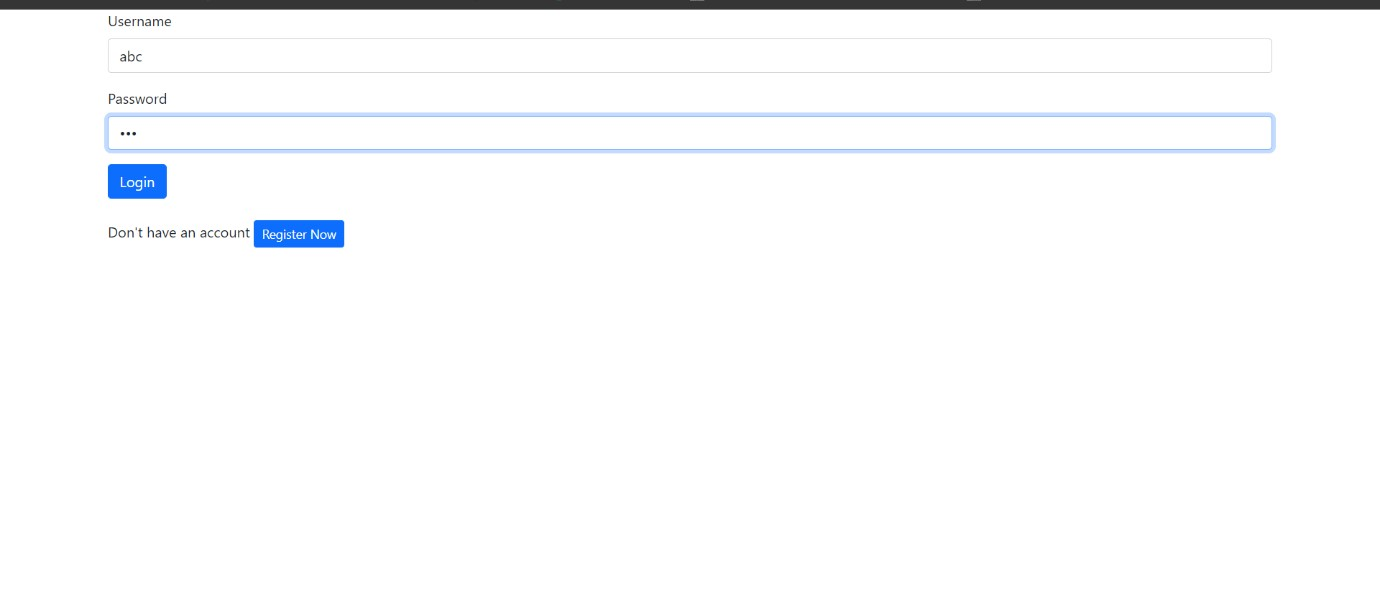 Username
abc
Password
•••
Login
Don't have an account Register Now